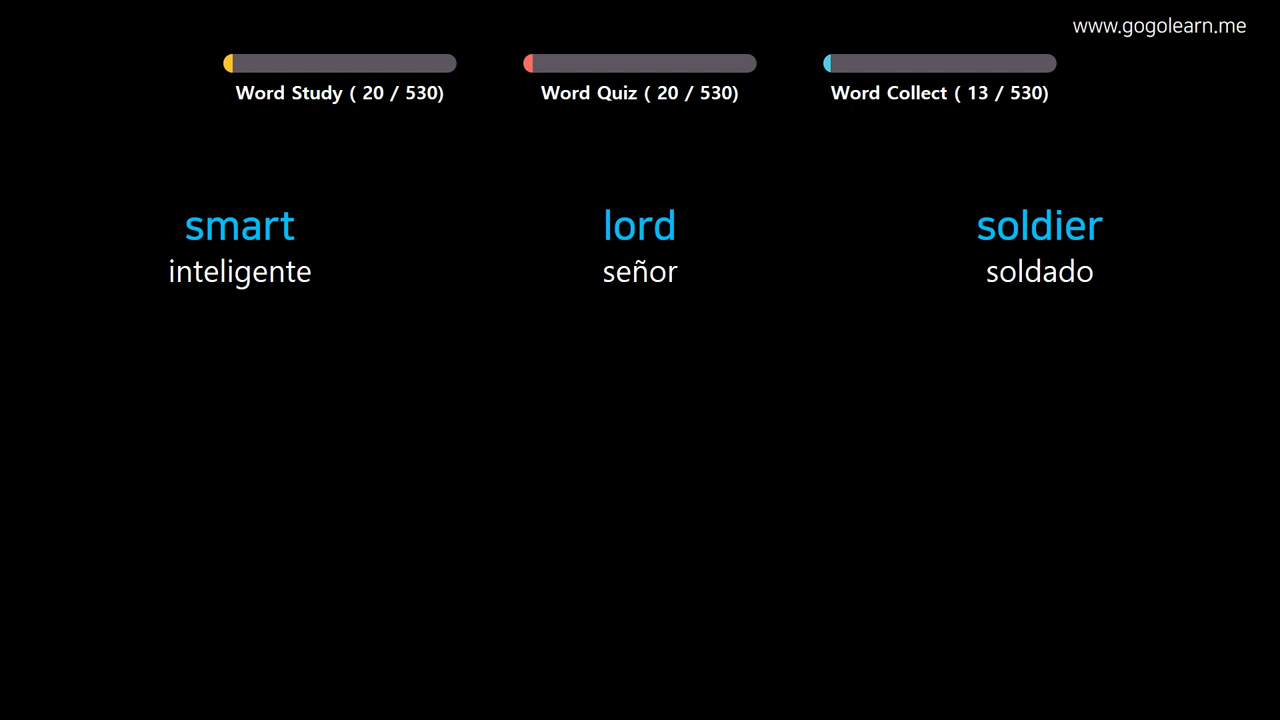 www.gogolearn.me
Word Study ( 20 / 530)
Word Quiz ( 20 / 530)
Word Collect ( 13 / 530)
smart
inteligente
lord
señor
soldier
soldado